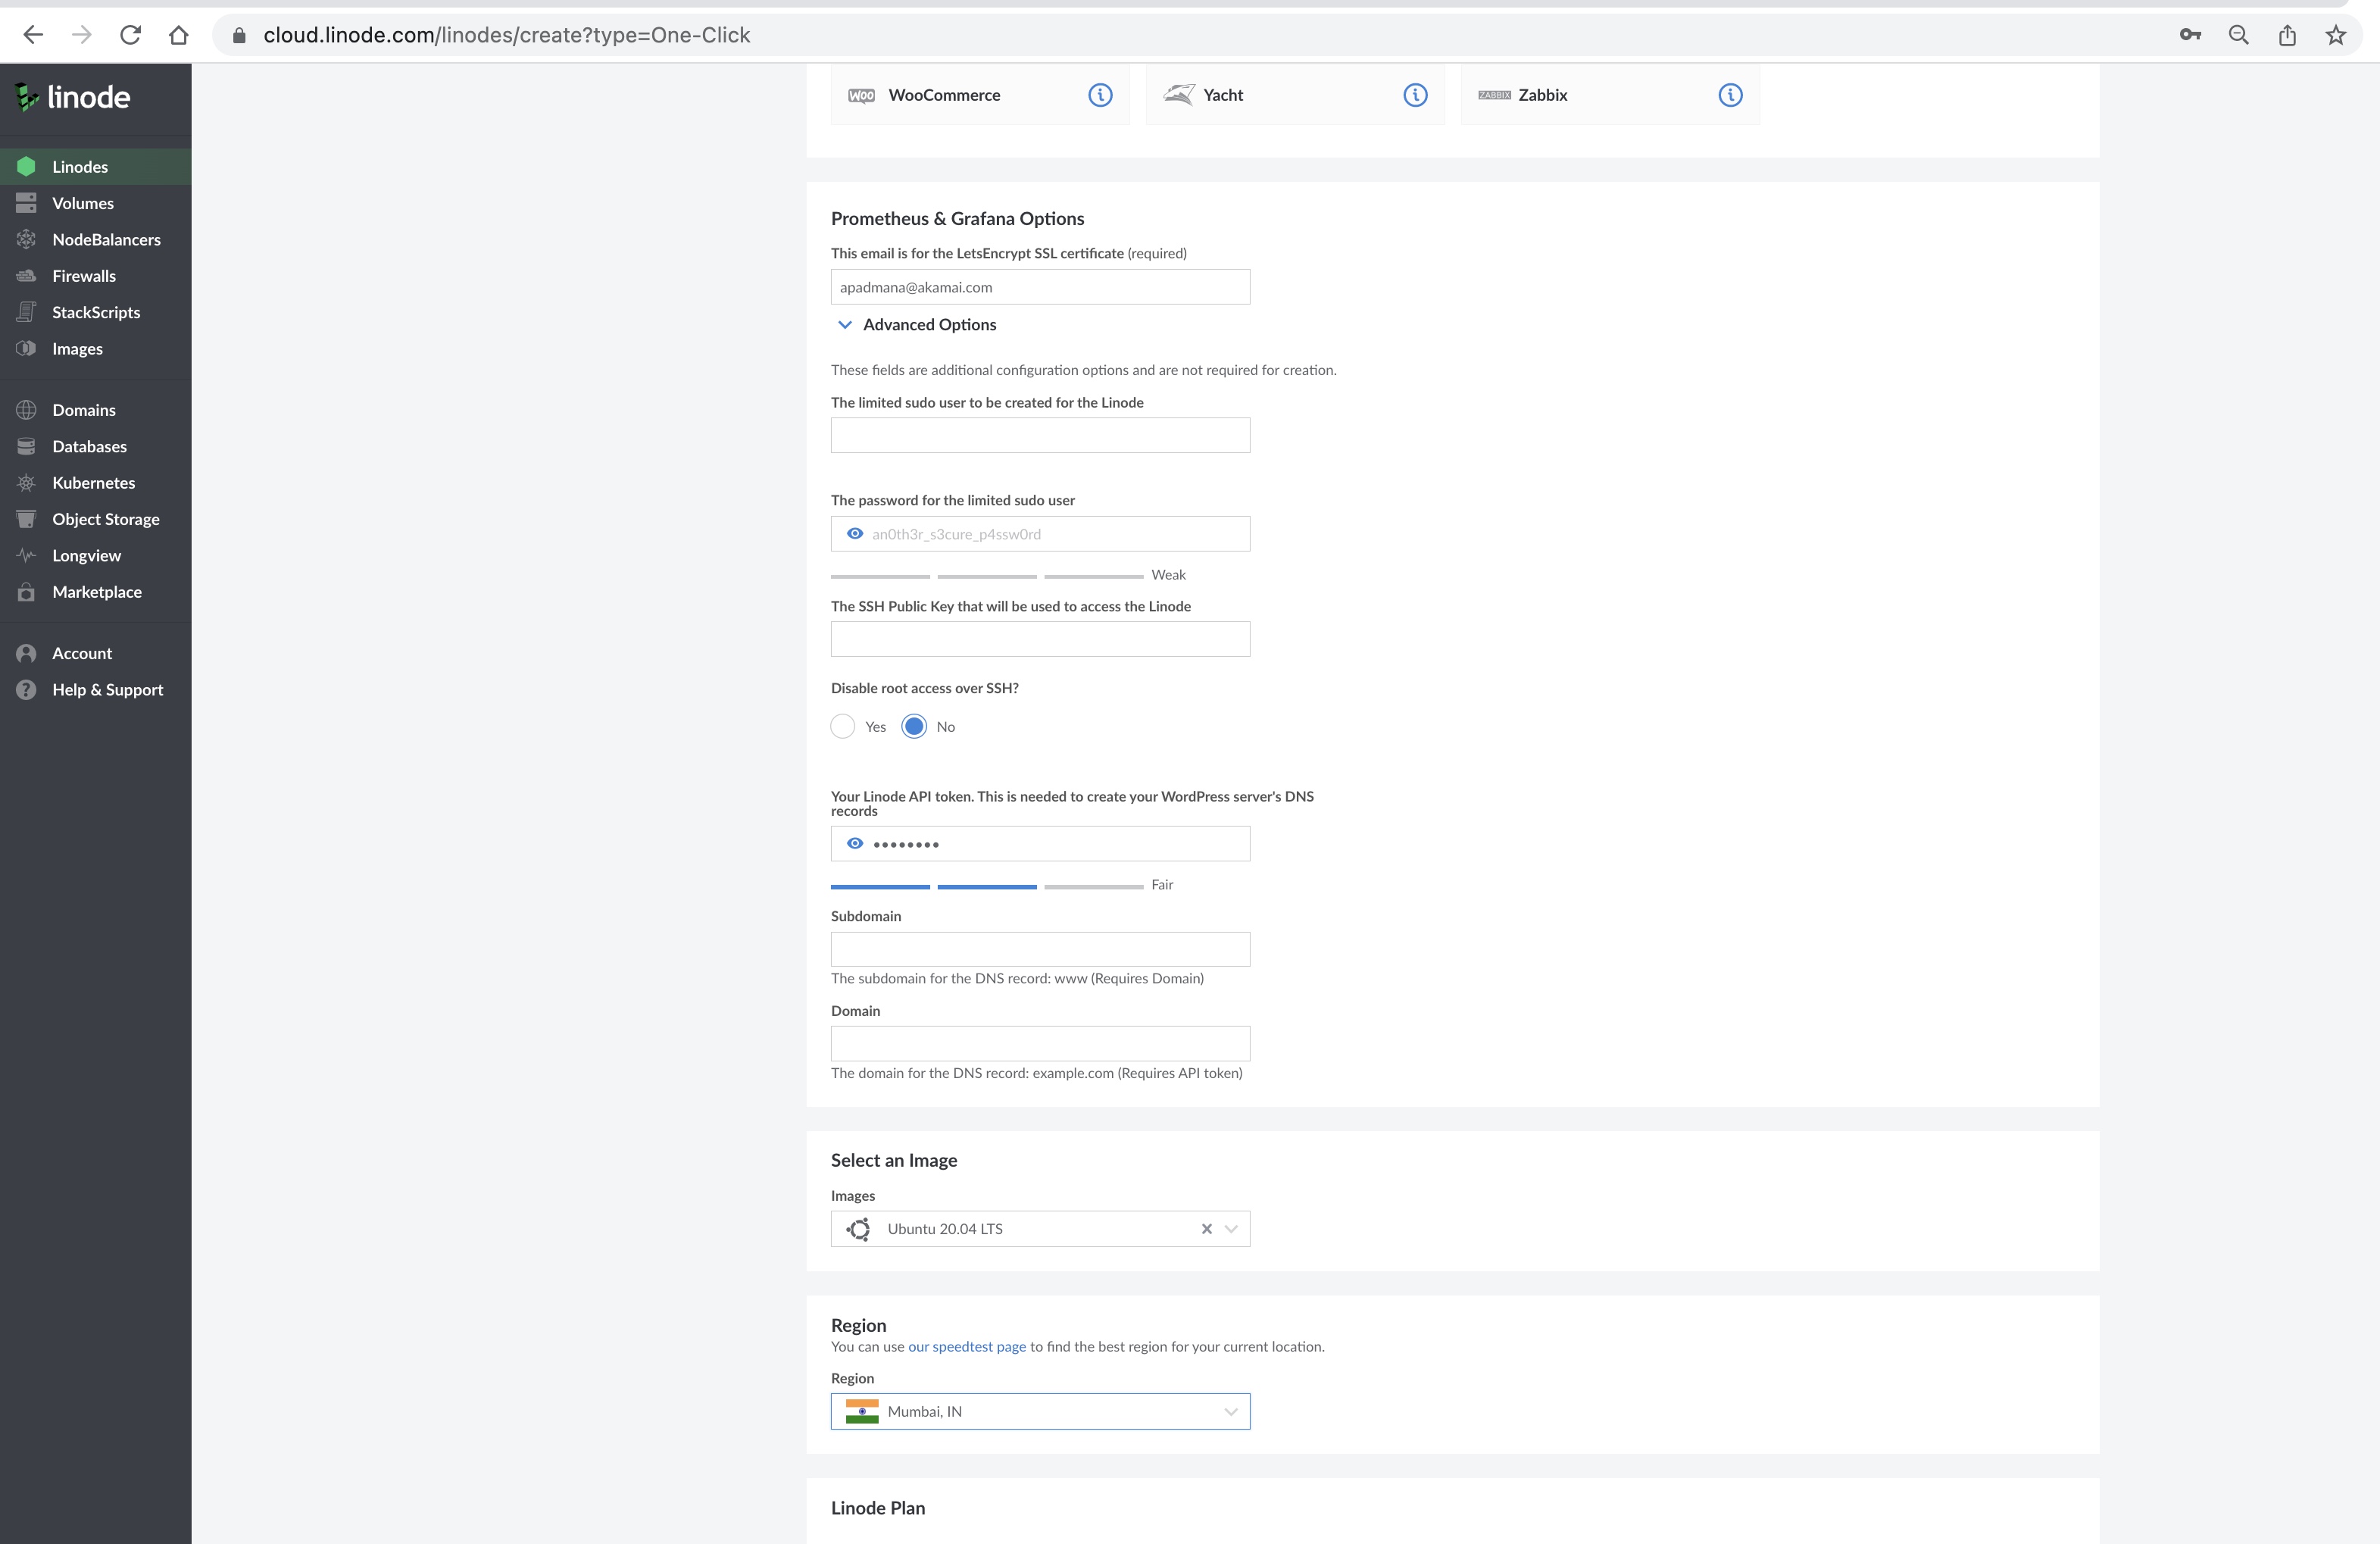 cloud.linode.com/linodes/create?type=One-Click
linode
Linodes
Volumes
NodeBalancers
Firewalls
StackScripts
Images
Domains
Databases
Kubernetes
Object Storage
Longview
Marketplace
Account
Help & Support
WOO WooCommerce
Yacht
ZABBIX Zabbix
Prometheus & Grafana Options
This email is for the LetsEncrypt SSL certificate (required)
apadmana@akamai.com
Advanced Options
These fields are additional configuration options and are not required for creation.
The limited sudo user to be created for the Linode
The password for the limited sudo user
an0th3r_s3cure_p4ssw0rd
Weak
The SSH Public Key that will be used to access the Linode
Disable root access over SSH?
Yes No
Your Linode API token. This is needed to create your WordPress server's DNS
records
••••••••
Fair
Subdomain
The subdomain for the DNS record: www (Requires Domain)
Domain
The domain for the DNS record: example.com (Requires API token)
Select an Image
Images
Ubuntu 20.04 LTS
Region
You can use our speedtest page to find the best region for your current location.
Region
Mumbai, IN
Linode Plan